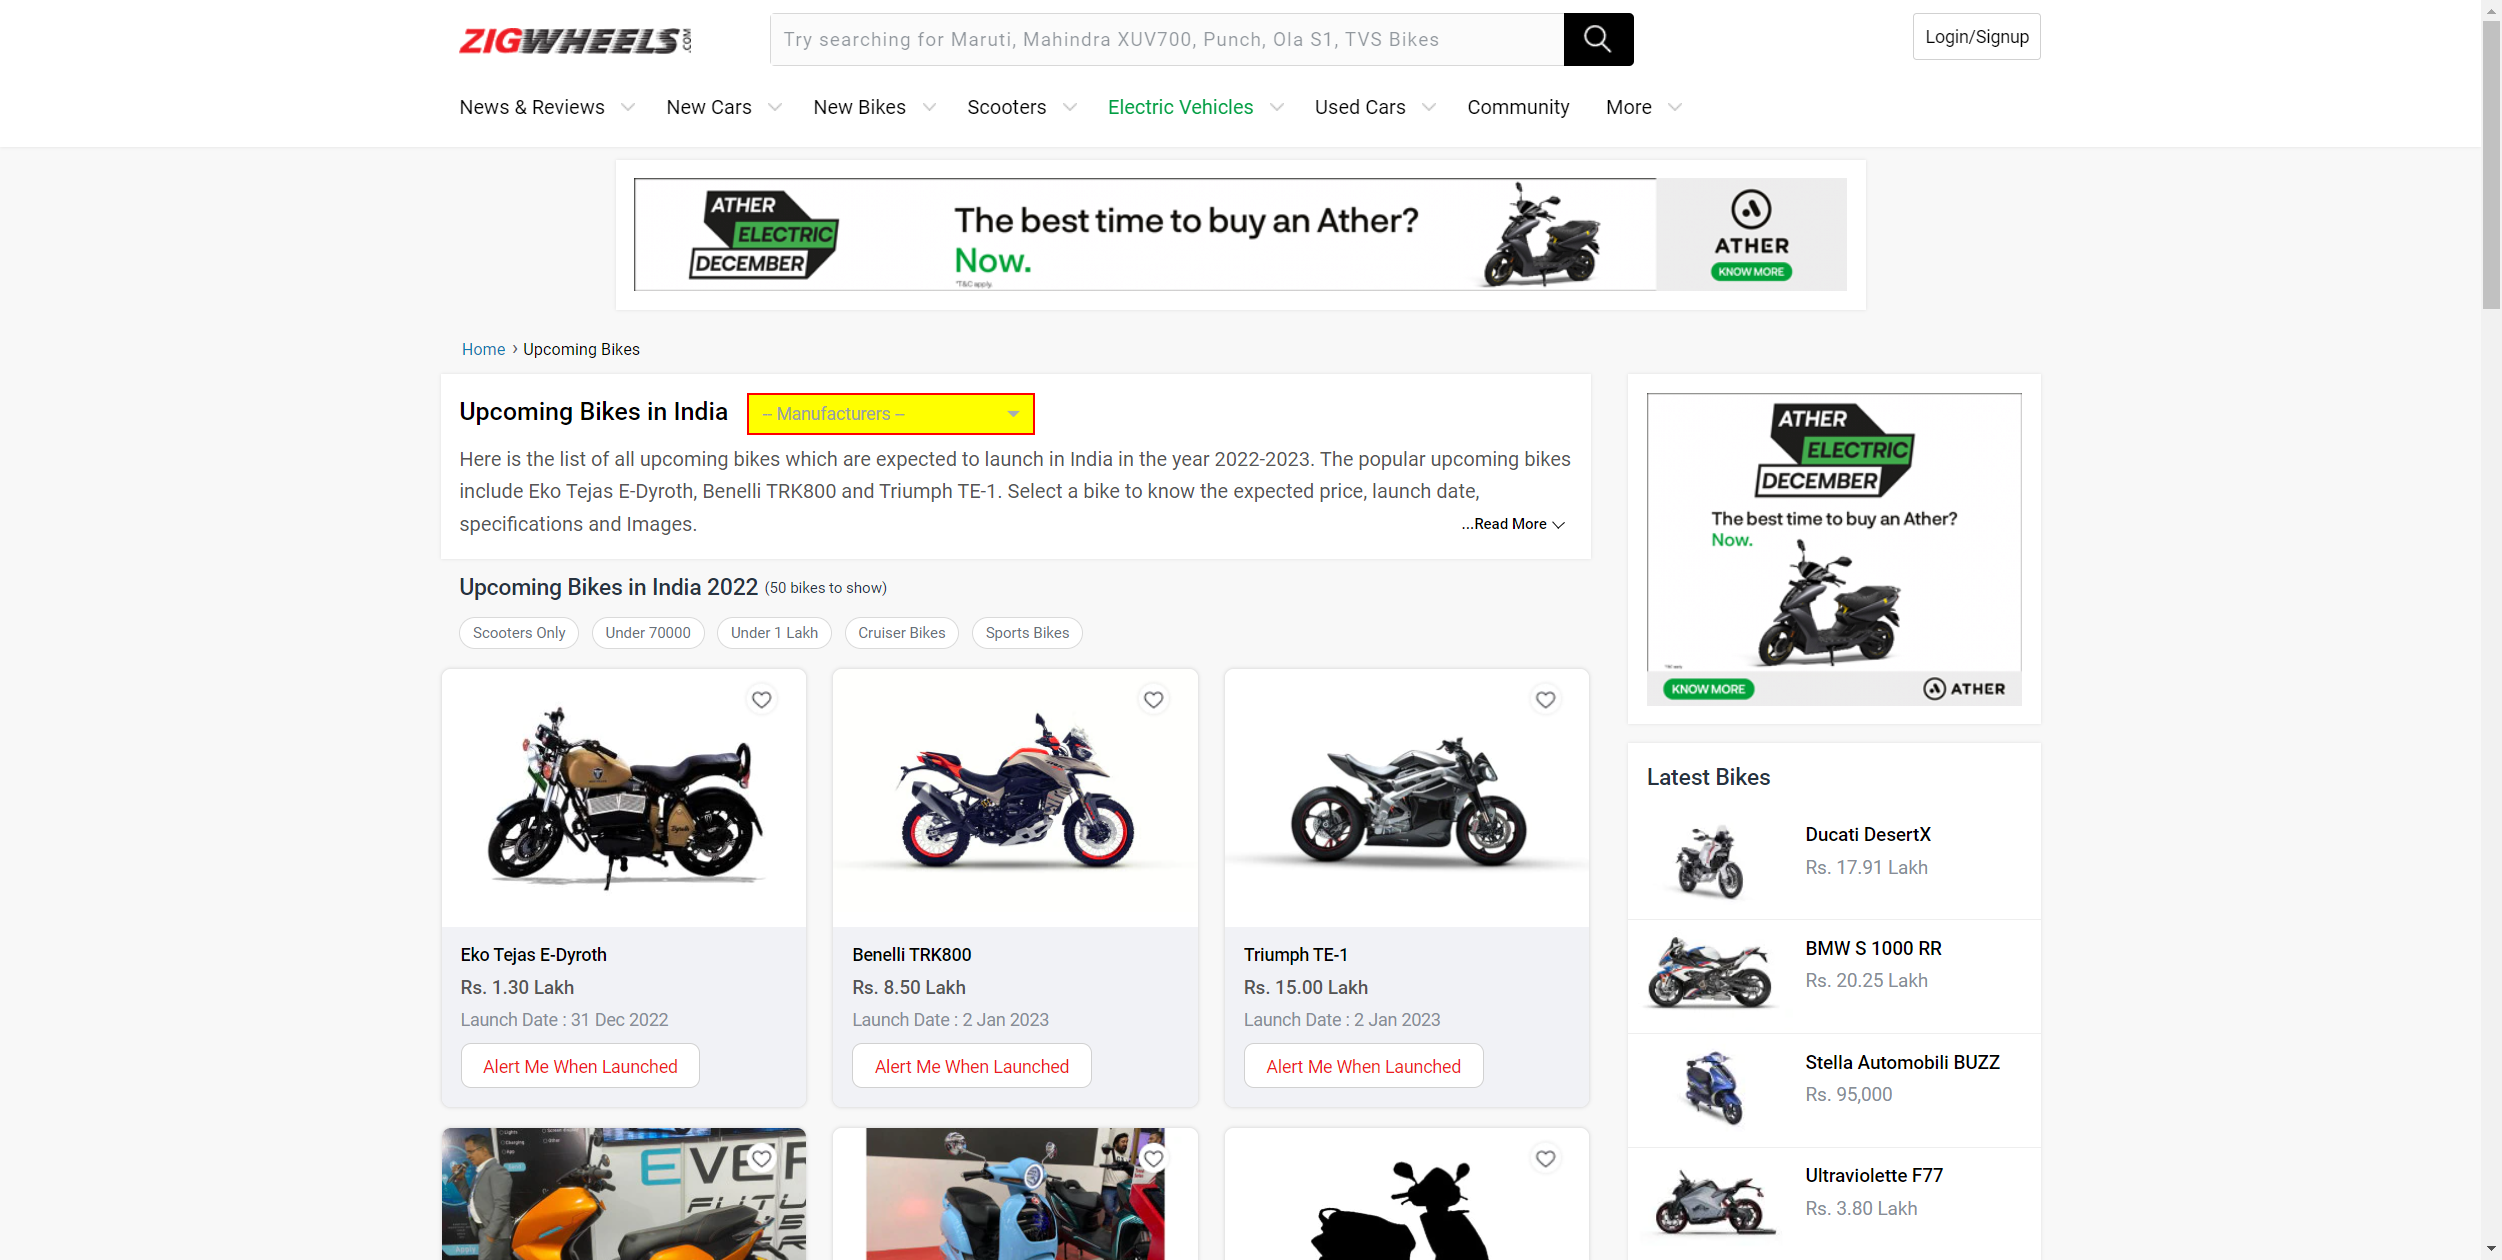 ZIGWHEELS.COM
Try searching for Maruti, Mahindra XUV700, Punch, Ola S1, TVS Bikes
Login/Signup
News & Reviews
New Cars
New Bikes
Scooters
Electric Vehicles
Used Cars
Community
More
ATHER
ELECTRIC
DECEMBER
The best time to buy an Ather?
Now.
*T&C apply.
ATHER
KNOW MORE
Home › Upcoming Bikes
Upcoming Bikes in India
-- Manufacturers --
Here is the list of all upcoming bikes which are expected to launch in India in the year 2022-2023. The popular upcoming bikes
include Eko Tejas E-Dyroth, Benelli TRK800 and Triumph TE-1. Select a bike to know the expected price, launch date,
specifications and Images.
...Read More
Upcoming Bikes in India 2022 (50 bikes to show)
Scooters Only
Under 70000
Under 1 Lakh
Cruiser Bikes
Sports Bikes
Eko Tejas E-Dyroth
Rs. 1.30 Lakh
Launch Date : 31 Dec 2022
Alert Me When Launched
Benelli TRK800
Rs. 8.50 Lakh
Launch Date : 2 Jan 2023
Alert Me When Launched
Triumph TE-1
Rs. 15.00 Lakh
Launch Date : 2 Jan 2023
Alert Me When Launched
ATHER
ELECTRIC
DECEMBER
The best time to buy an Ather?
Now.
KNOW MORE
ATHER
Latest Bikes
Ducati DesertX
Rs. 17.91 Lakh
BMW S 1000 RR
Rs. 20.25 Lakh
Stella Automobili BUZZ
Rs. 95,000
Ultraviolette F77
Rs. 3.80 Lakh
EVER
FUTU